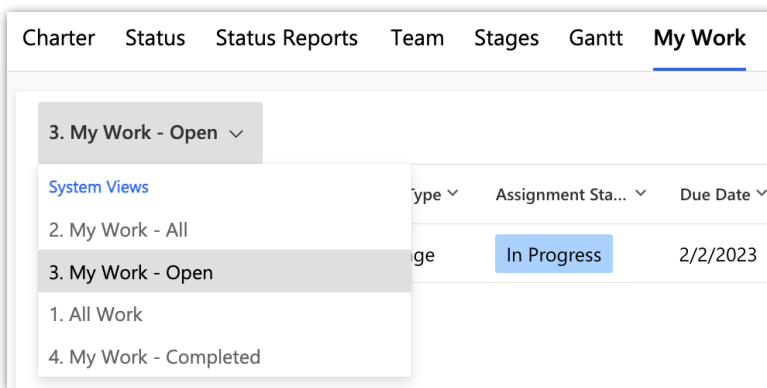 Charter Status Status Reports Team Stages Gantt My Work
3. My Work - Open
System Views
Assignment Sta... Due Date
2. My Work - All
3. My Work - Open
In Progress 2/2/2023
1. All Work
4. My Work - Completed